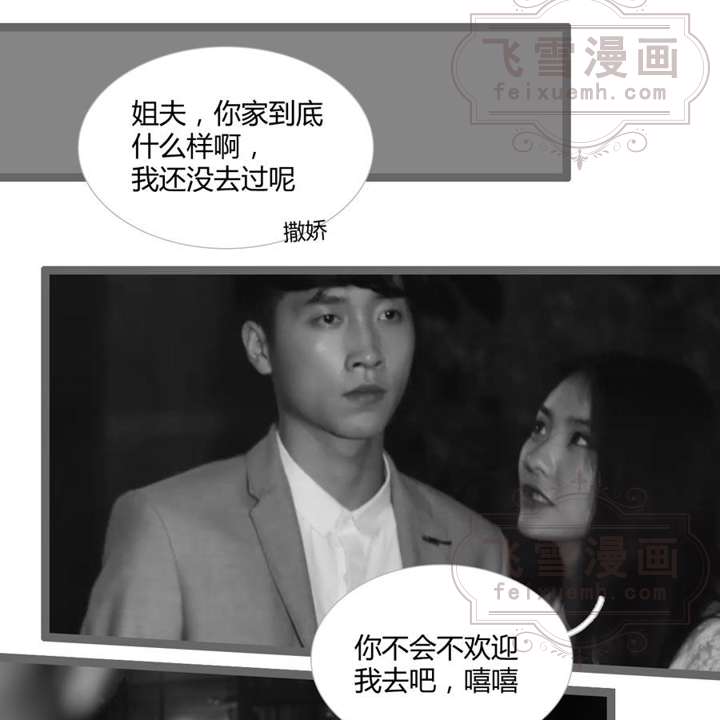 飞雪漫画
feixuemh.com
姐夫，你家到底
什么样啊，
我还没去过呢
撒娇
飞雪漫画
feixuemh.com
你不会不欢迎
我去吧，嘻嘻